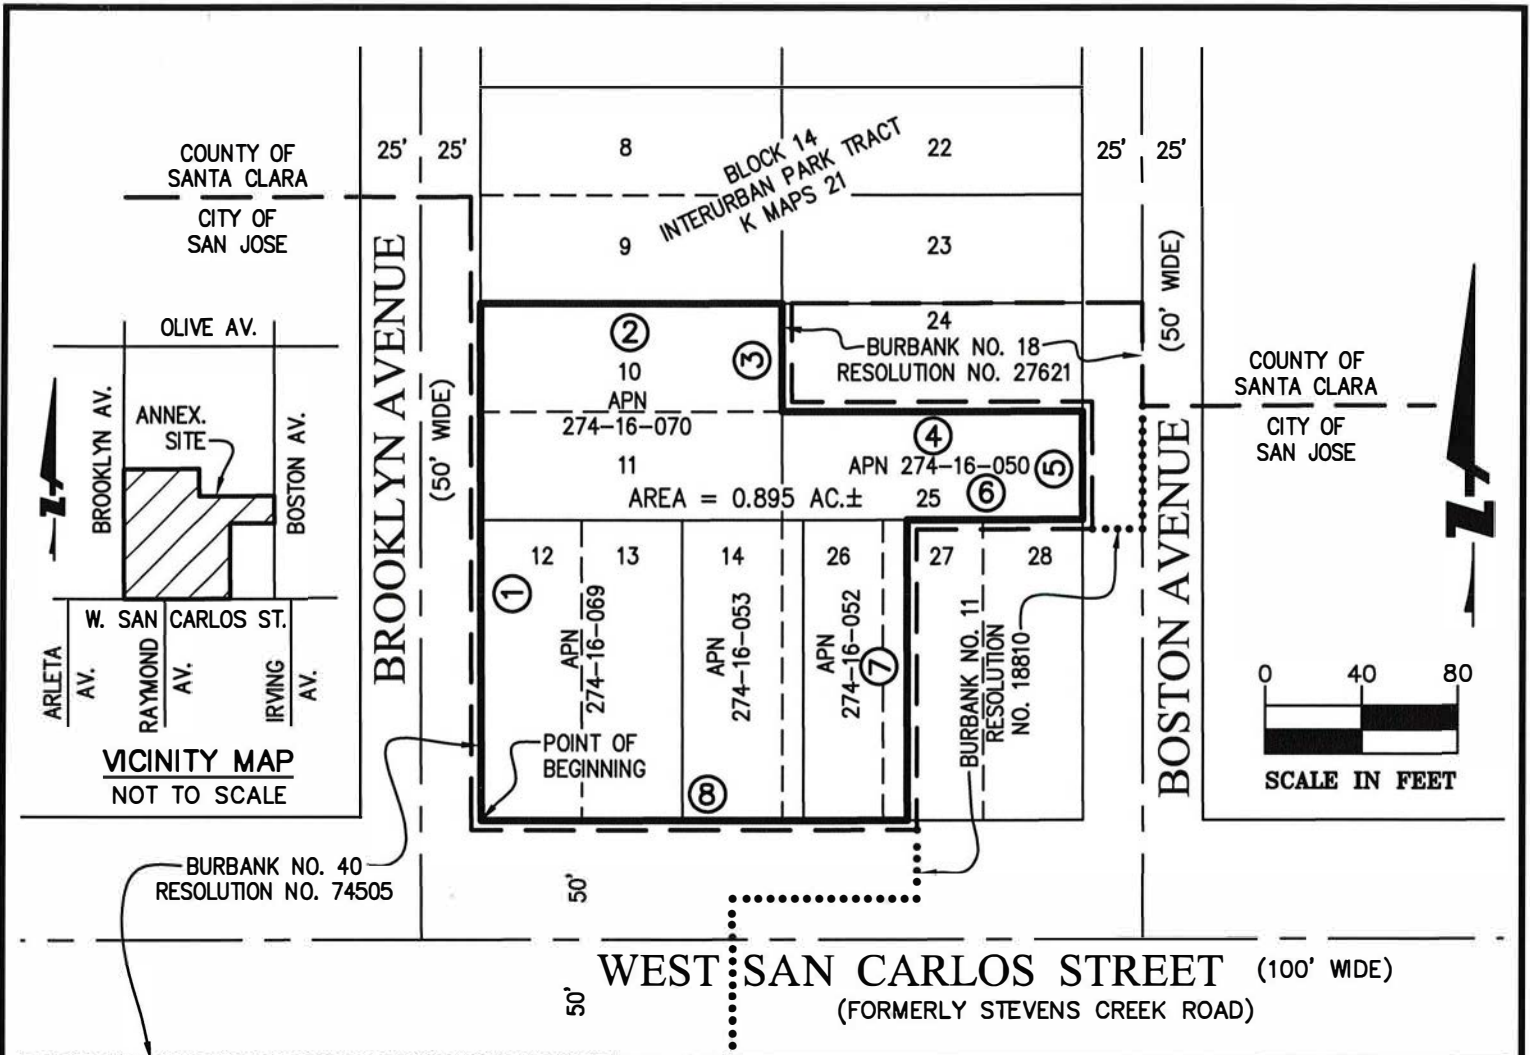 COUNTY OF
SANTA CLARA
CITY OF
SAN JOSE
25'
25'
8
BLOCK 14
INTERURBAN PARK TRACT
K MAPS 21
22
25'
25'
9
23
BROOKLYN AVENUE
(50' WIDE)
(50' WIDE)
BOSTON AVENUE
COUNTY OF
SANTA CLARA
CITY OF
SAN JOSE
2
10
APN
274-16-070
11
3
24
BURBANK NO. 18
RESOLUTION NO. 27621
4
APN 274-16-050
5
6
AREA = 0.895 AC.±
25
OLIVE AV.
BROOKLYN AV.
ANNEX.
SITE
BOSTON AV.
N
W. SAN CARLOS ST.
ARLETA
AV.
RAYMOND
AV.
IRVING
AV.
VICINITY MAP
NOT TO SCALE
1
12
13
14
26
27
28
APN
274-16-069
APN
274-16-053
APN
274-16-052
7
BURBANK NO. 11
RESOLUTION
NO. 18810
POINT OF
BEGINNING
8
N
0
40
80
SCALE IN FEET
BURBANK NO. 40
RESOLUTION NO. 74505
50'
50'
WEST SAN CARLOS STREET (100' WIDE)
(FORMERLY STEVENS CREEK ROAD)